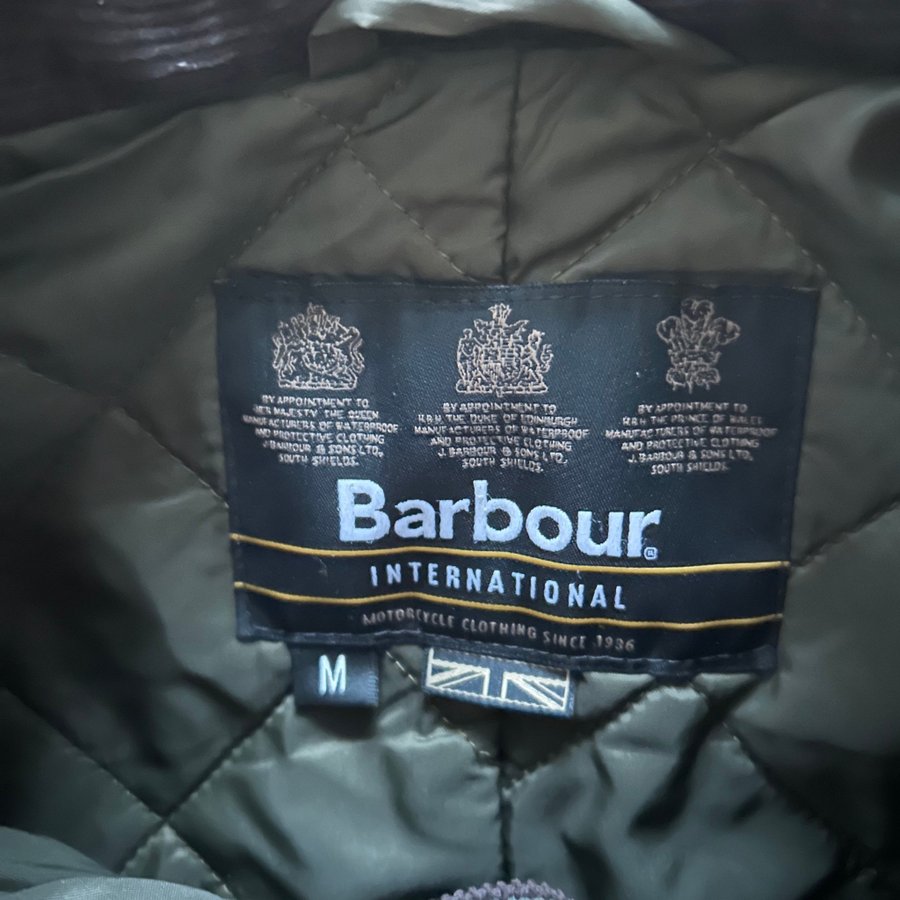 BY APPOINTMENT TO
HER MAJESTY THE QUEEN
MANUFACTURERS OF WATERPROOF
AND PROTECTIVE CLOTHING
J. BARBOUR & SONS LTD,
SOUTH SHIELDS.
BY APPOINTMENT TO
H.R.H. THE DUKE OF EDINBURGH
MANUFACTURERS OF WATERPROOF
AND PROTECTIVE CLOTHING
J. BARBOUR & SONS LTD,
SOUTH SHIELDS.
BY APPOINTMENT TO
H.R.H. THE PRINCE OF WALES
MANUFACTURERS OF WATERPROOF
AND PROTECTIVE CLOTHING
J. BARBOUR & SONS LTD,
SOUTH SHIELDS.
Barbour®
INTERNATIONAL
MOTORCYCLE CLOTHING SINCE 1936
M